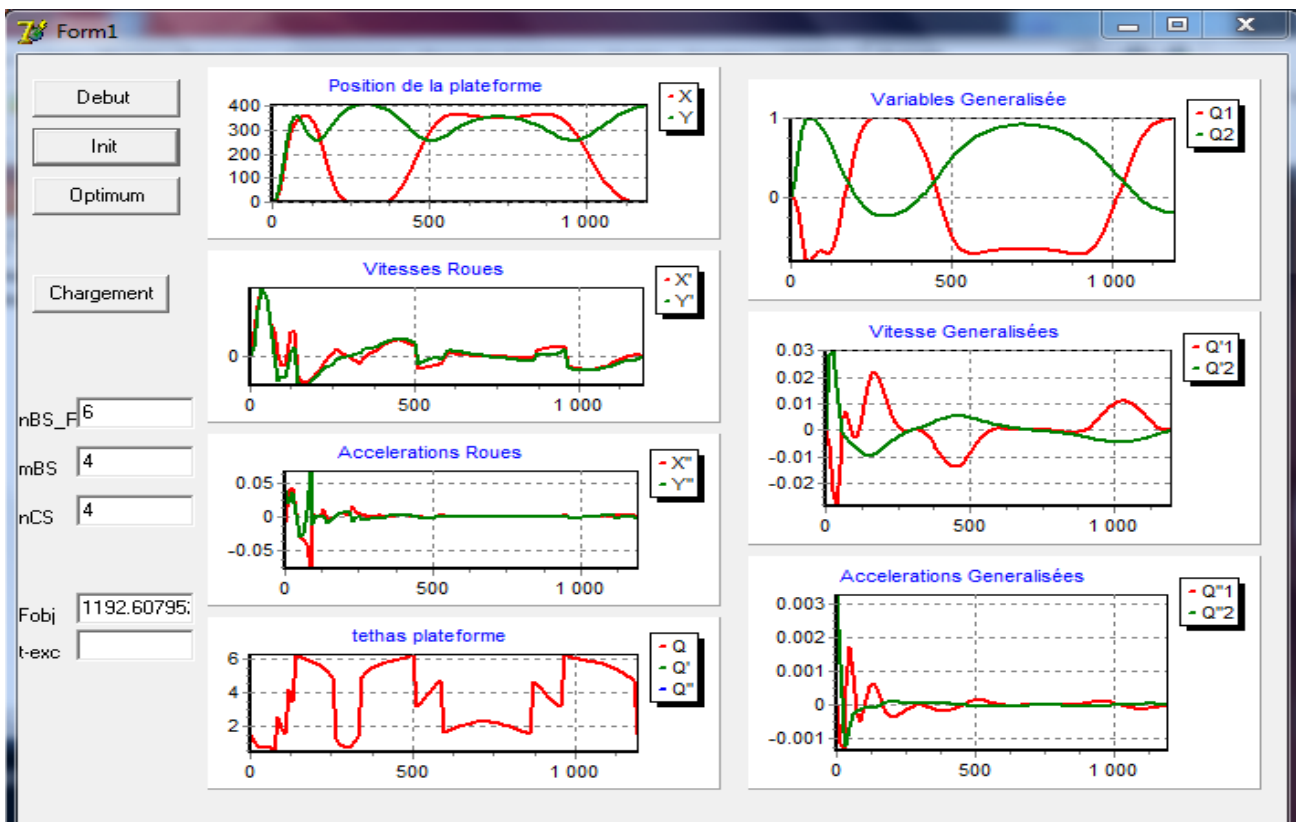 Form1
Debut
Init
Optimum
Chargement
nBS_F 6
mBS 4
nCS 4
Fobj 1192.60795
t-exc
Position de la plateforme
X
Y
400
300
200
100
0
0 500 1 000
Vitesses Roues
X'
Y'
0
0 500 1 000
Accelerations Roues
X"
Y"
0.05
0
-0.05
0 500 1 000
tethas plateforme
Q
Q'
Q"
6
4
2
0 500 1 000
Variables Generalisée
Q1
Q2
1
0
0 500 1 000
Vitesse Generalisées
Q'1
Q'2
0.03
0.02
0.01
0
-0.01
-0.02
0 500 1 000
Accelerations Generalisées
Q"1
Q"2
0.003
0.002
0.001
0
-0.001
0 500 1 000